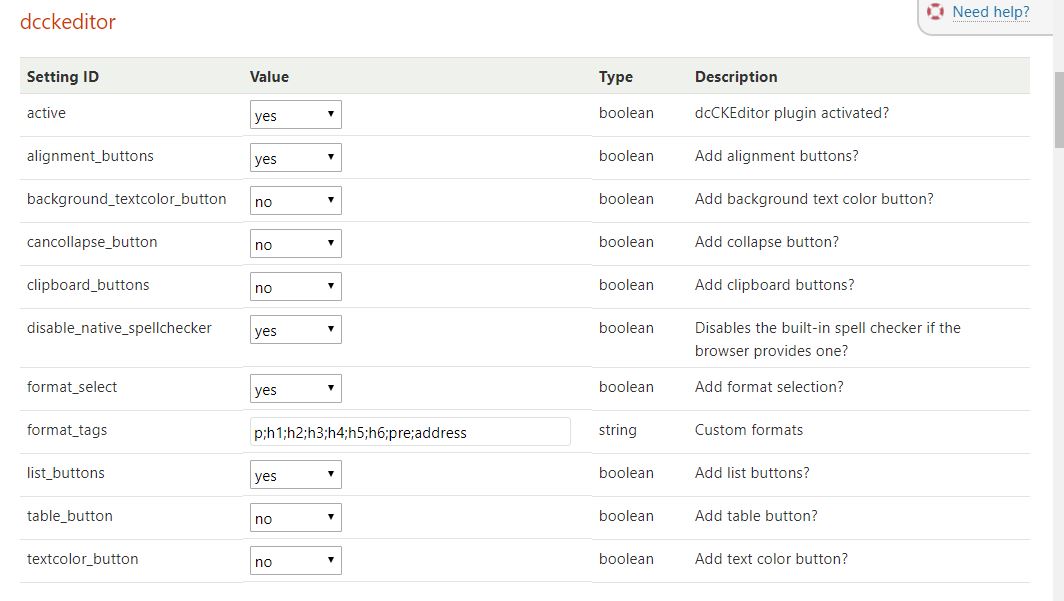 dcckeditor
Need help?
Setting ID Value Type Description
active yes boolean dcCKEditor plugin activated?
alignment_buttons yes boolean Add alignment buttons?
background_textcolor_button no boolean Add background text color button?
cancollapse_button no boolean Add collapse button?
clipboard_buttons no boolean Add clipboard buttons?
disable_native_spellchecker yes boolean Disables the built-in spell checker if the
browser provides one?
format_select yes boolean Add format selection?
format_tags p;h1;h2;h3;h4;h5;h6;pre;address string Custom formats
list_buttons yes boolean Add list buttons?
table_button no boolean Add table button?
textcolor_button no boolean Add text color button?